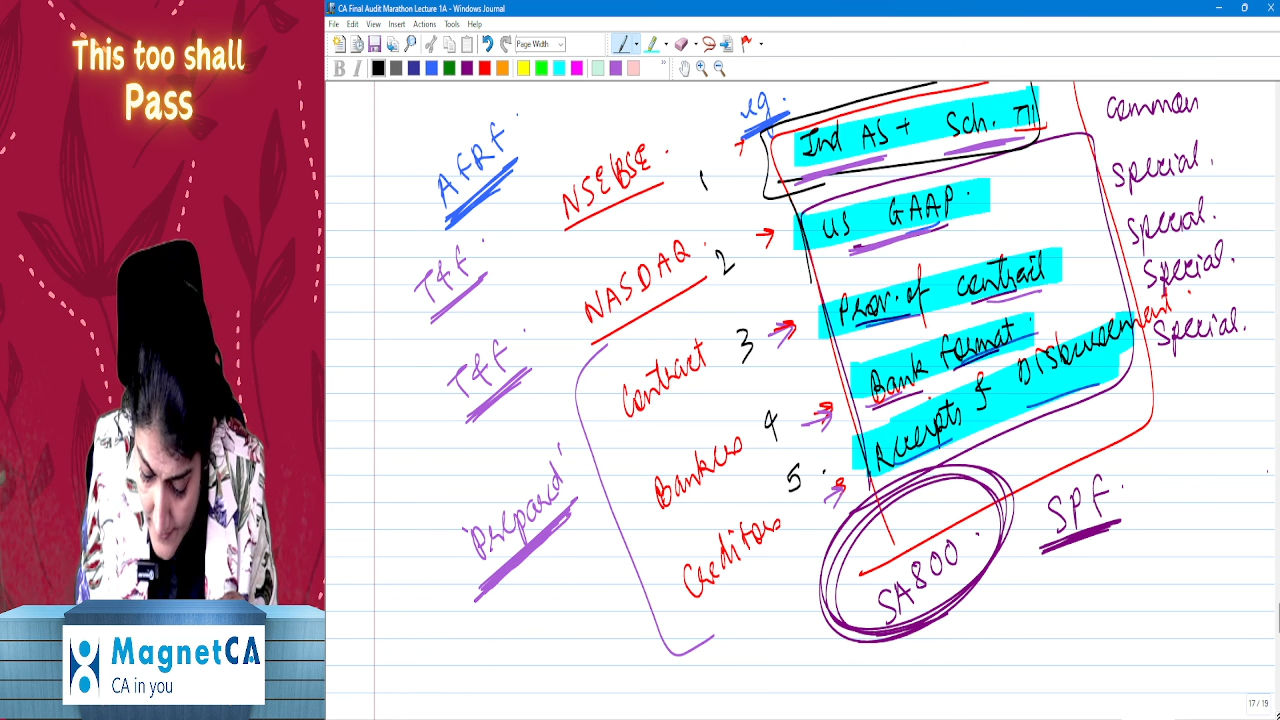 CA Final Audit Marathon Lecture 1A - Windows Journal
File Edit View Insert Actions Tools Help
Page Width
B I
This too shall
Pass
eg.
Ind AS+ Sch. III
Common
AFRF
NSE/BSE.
1
US GAAP.
Special.
T&F.
NASDAQ.
2
Prov. of contract
Special.
T&F.
Contract
3
Bank format.
Special.
Bankers
4
Receipts & Disbursement.
Special.
'Prepared'
Creditors
5.
SA800.
SPF.
MagnetCA
CA in you
17 / 19